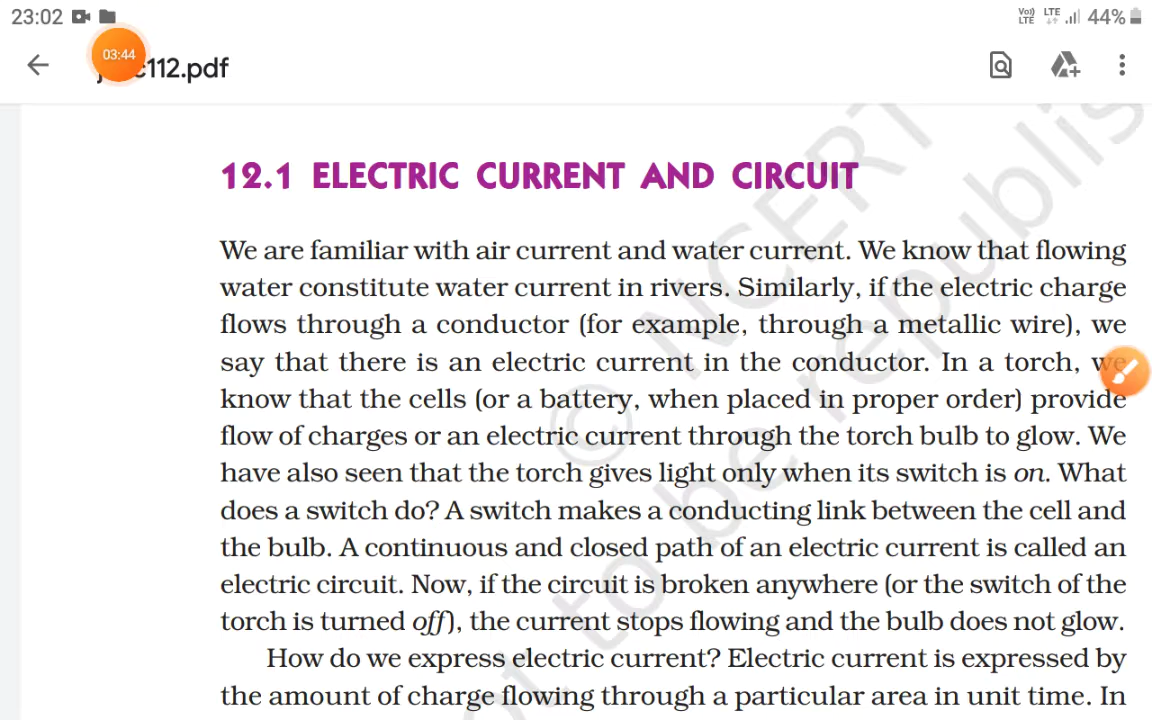 23:02 Vo)) LTE LTE 44%
03:44 c112.pdf
12.1 ELECTRIC CURRENT AND CIRCUIT
We are familiar with air current and water current. We know that flowing
water constitute water current in rivers. Similarly, if the electric charge
flows through a conductor (for example, through a metallic wire), we
say that there is an electric current in the conductor. In a torch, we
know that the cells (or a battery, when placed in proper order) provide
flow of charges or an electric current through the torch bulb to glow. We
have also seen that the torch gives light only when its switch is on. What
does a switch do? A switch makes a conducting link between the cell and
the bulb. A continuous and closed path of an electric current is called an
electric circuit. Now, if the circuit is broken anywhere (or the switch of the
torch is turned off), the current stops flowing and the bulb does not glow.
How do we express electric current? Electric current is expressed by
the amount of charge flowing through a particular area in unit time. In
© NCERT
to be republis